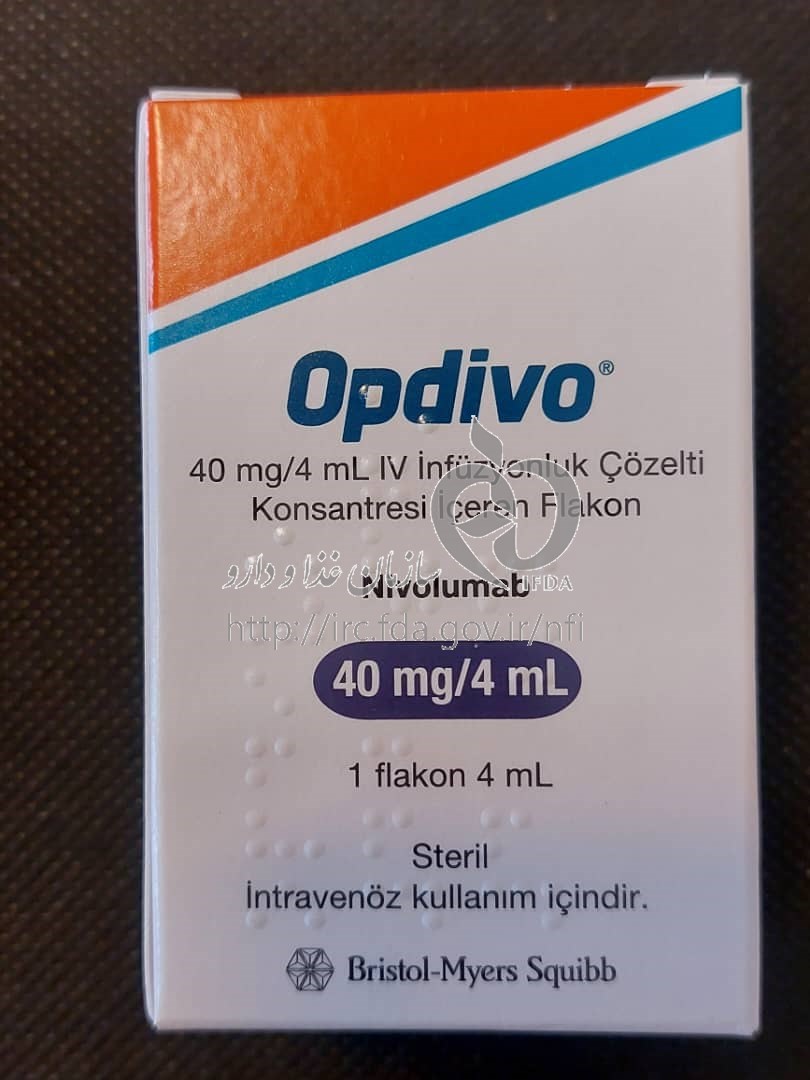 Opdivo®
40 mg/4 mL IV İnfüzyonluk Çözelti
Konsantresi İçeren Flakon
سازمان غذا و دارو
IFDA
Nivolumab
http://irc.fda.gov.ir/nfi
40 mg/4 mL
1 flakon 4 mL
Steril
İntravenöz kullanım içindir.
Bristol-Myers Squibb